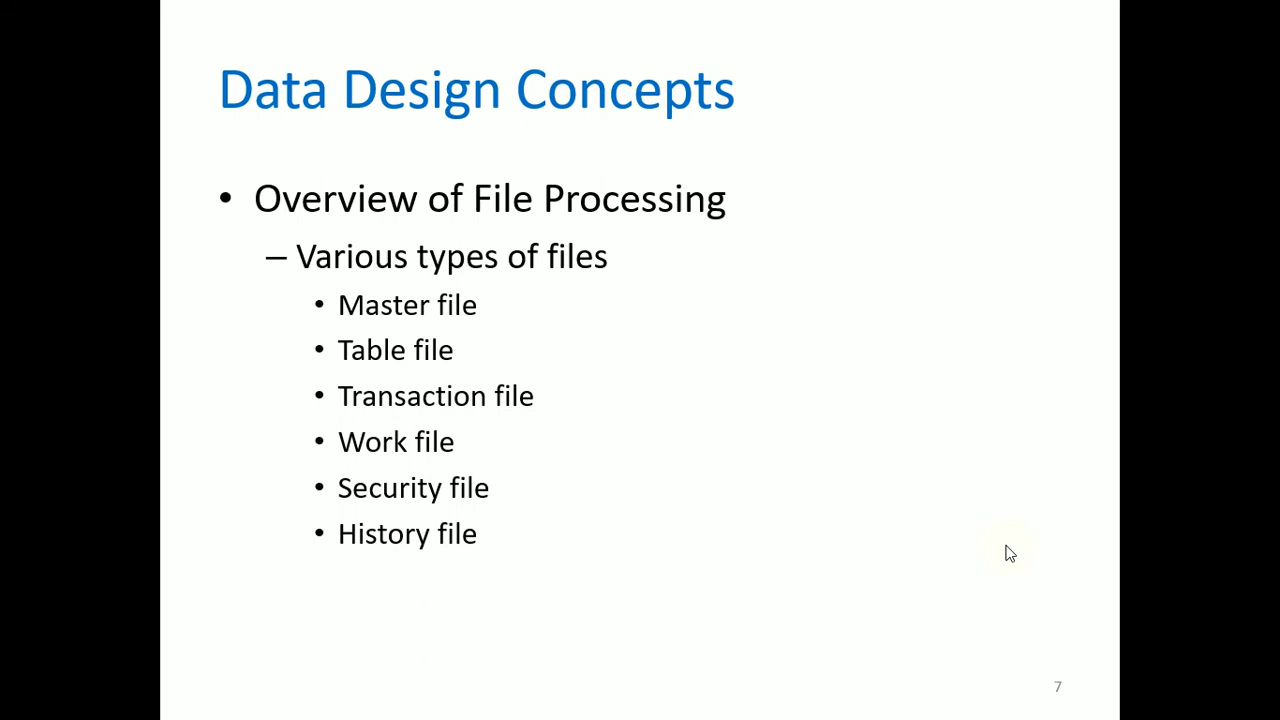 Data Design Concepts
• Overview of File Processing
– Various types of files
• Master file
• Table file
• Transaction file
• Work file
• Security file
• History file
7